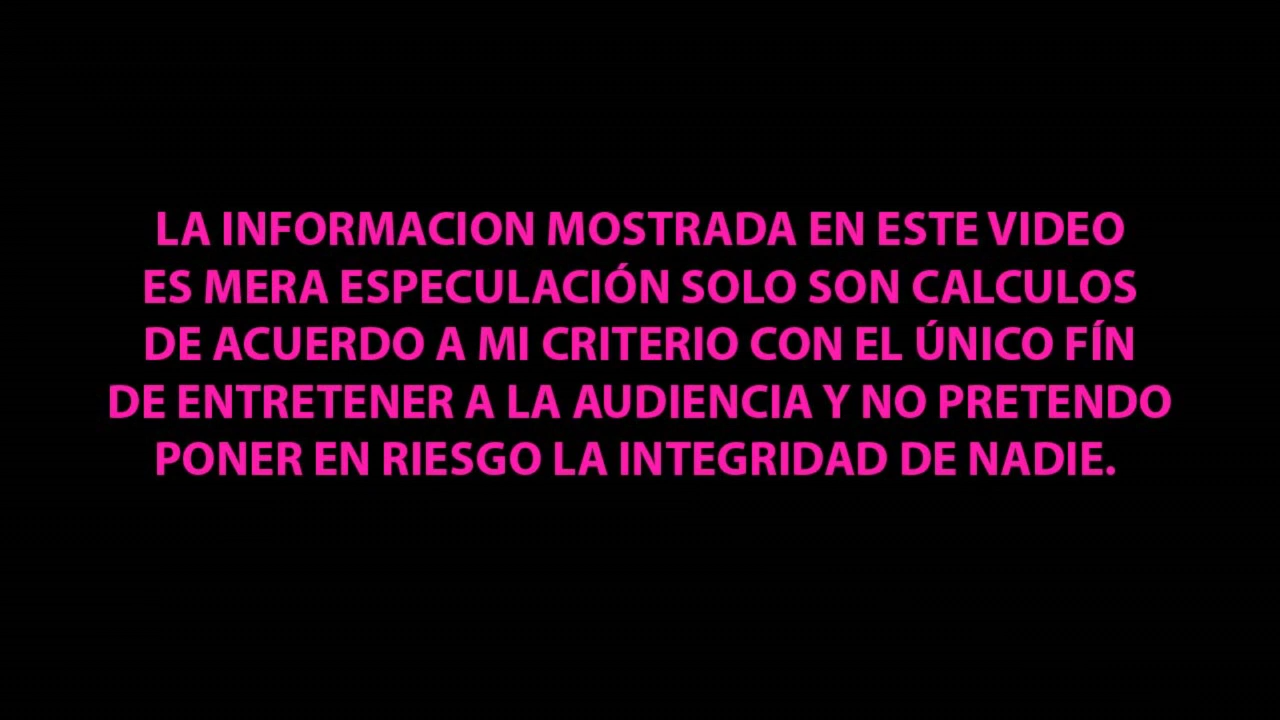 LA INFORMACION MOSTRADA EN ESTE VIDEO
ES MERA ESPECULACIÓN SOLO SON CALCULOS
DE ACUERDO A MI CRITERIO CON EL ÚNICO FÍN
DE ENTRETENER A LA AUDIENCIA Y NO PRETENDO
PONER EN RIESGO LA INTEGRIDAD DE NADIE.